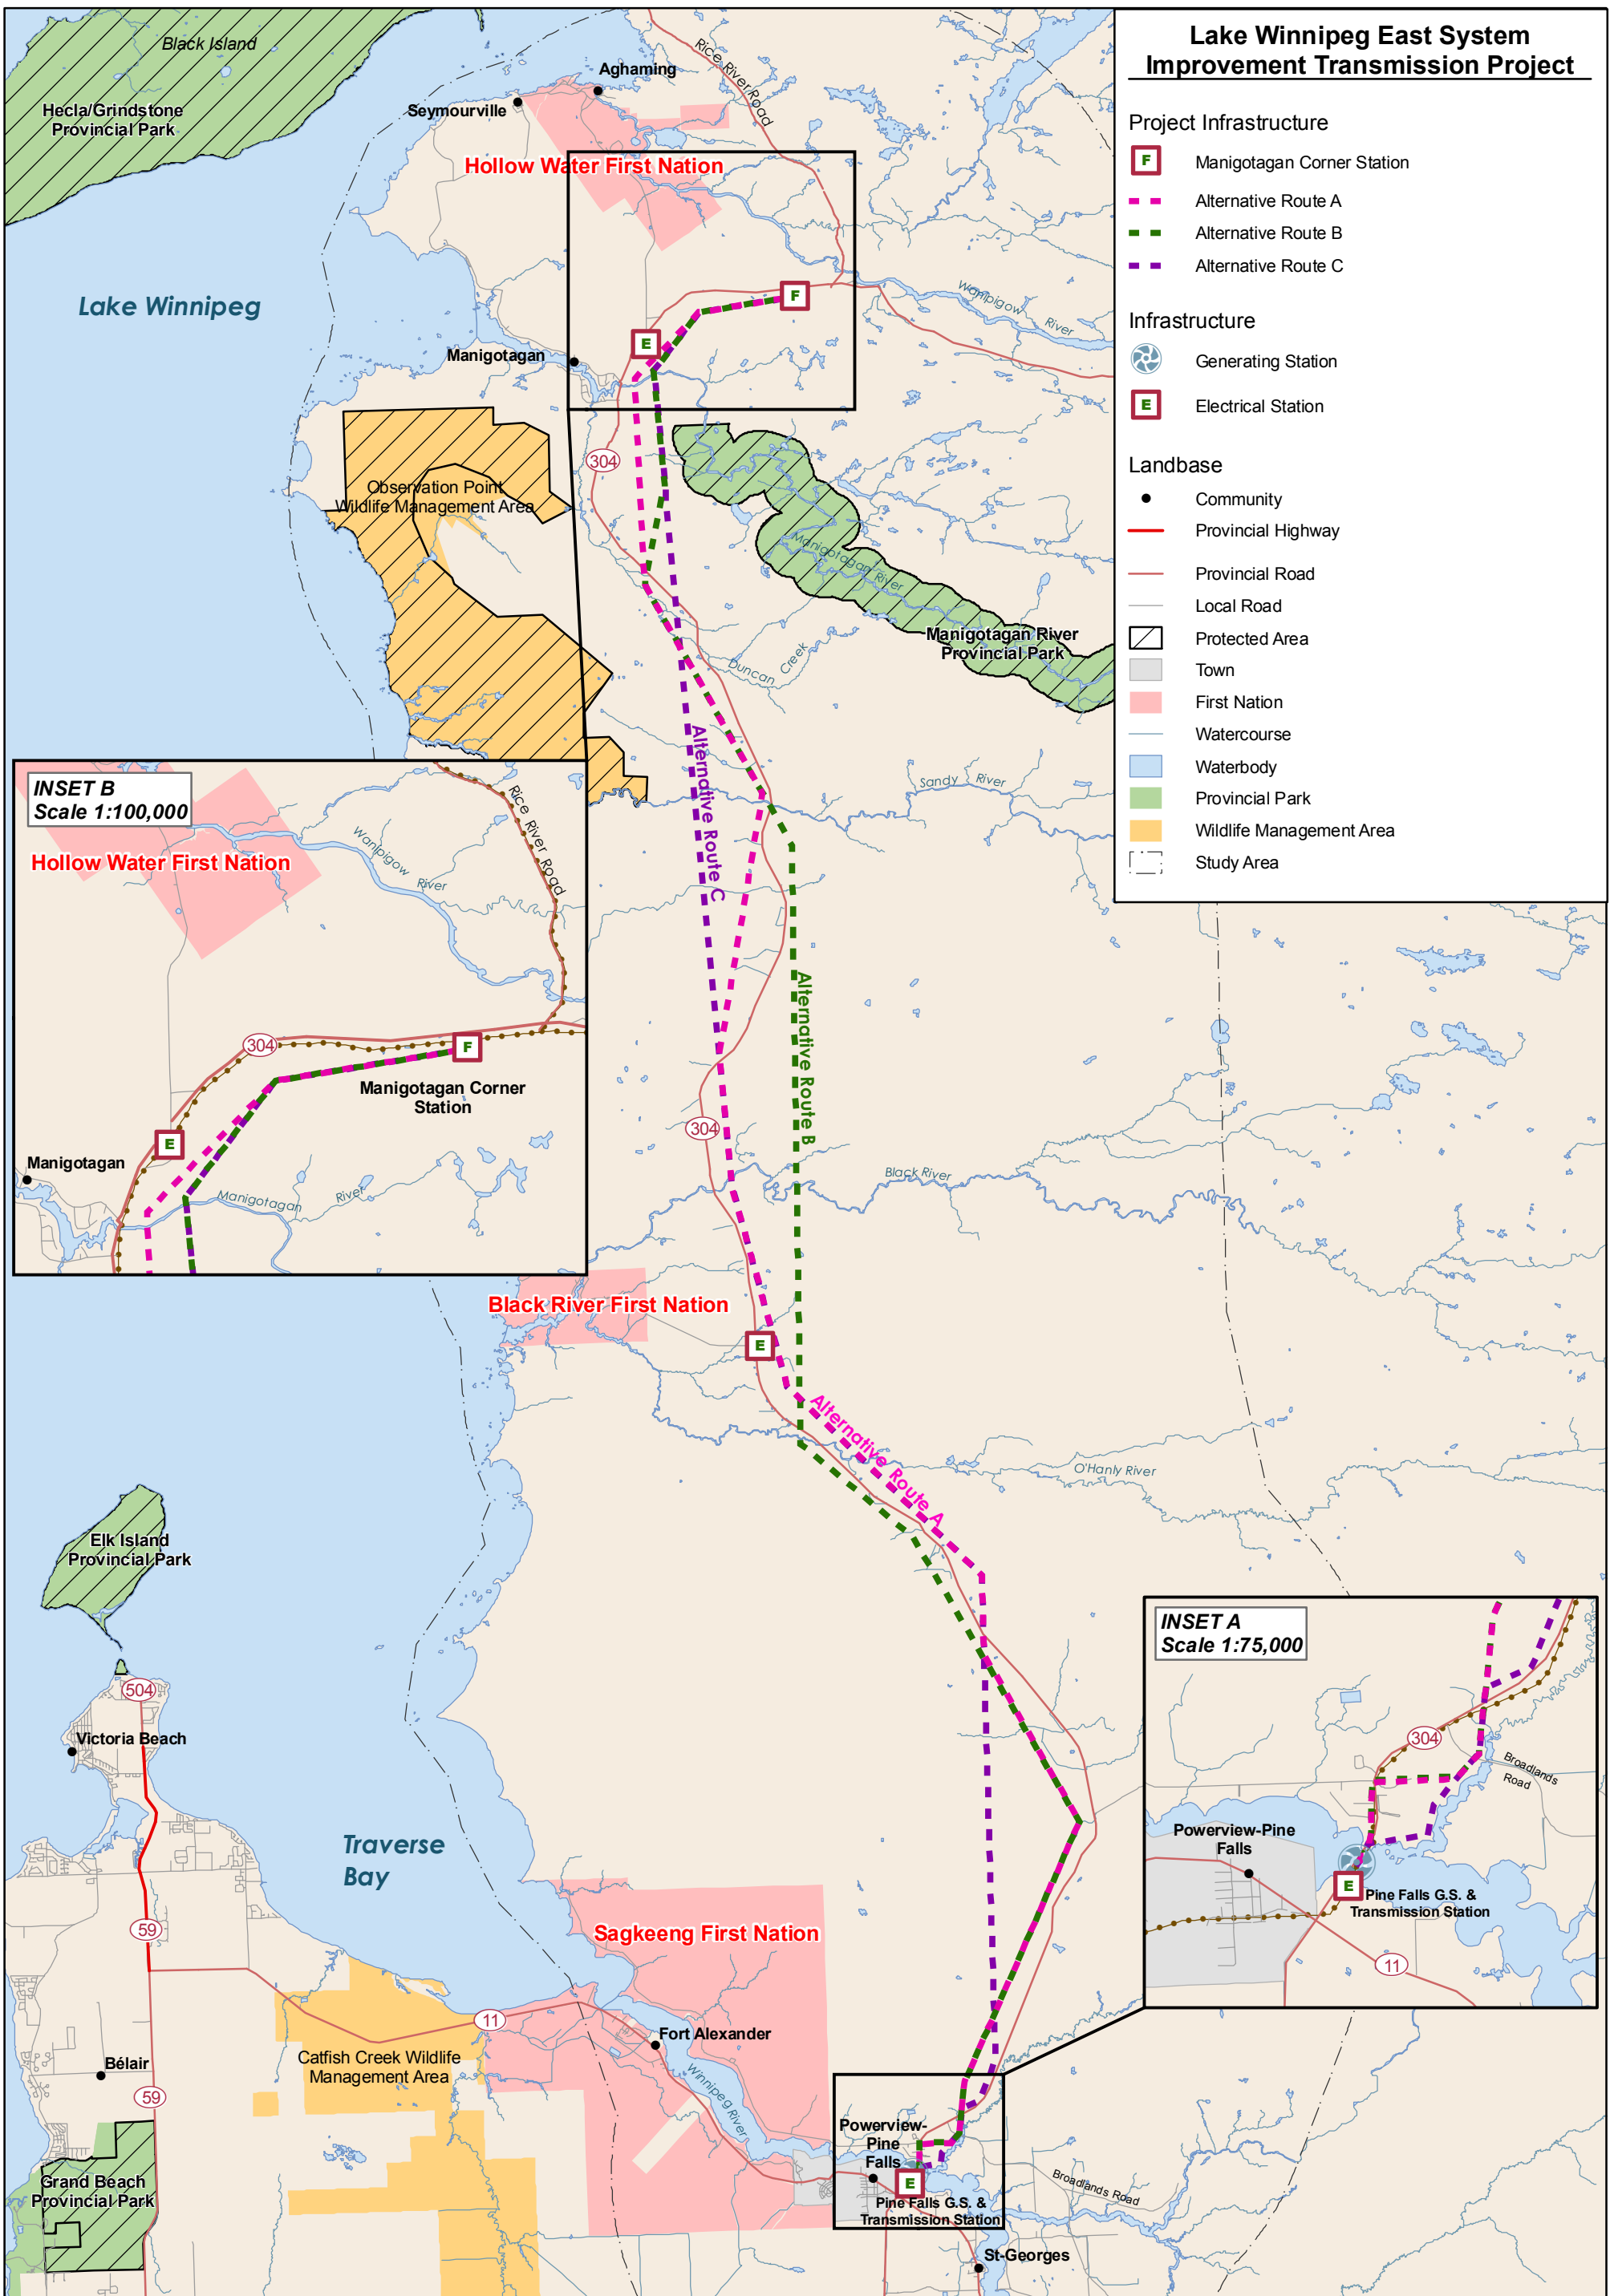 Lake Winnipeg East System
Improvement Transmission Project
Project Infrastructure
F
Manigotagan Corner Station
Alternative Route A
Alternative Route B
Alternative Route C
Infrastructure
Generating Station
E
Electrical Station
Landbase
Community
Provincial Highway
Provincial Road
Local Road
Protected Area
Town
First Nation
Watercourse
Waterbody
Provincial Park
Wildlife Management Area
Study Area
Black Island
Hecla/Grindstone
Provincial Park
Aghaming
Seymourville
Rice River Road
Hollow Water First Nation
Lake Winnipeg
Wanipigow
River
F
E
Manigotagan
304
Observation Point
Wildlife Management Area
Manigotagan River
Manigotagan River
Provincial Park
Duncan Creek
Sandy River
Alternative Route C
Alternative Route B
304
Black River
INSET B
Scale 1:100,000
Hollow Water First Nation
Rice River Road
Wanipigow
River
304
F
Manigotagan Corner
Station
E
Manigotagan
Manigotagan River
Black River First Nation
E
Alternative Route A
O'Hanly River
Elk Island
Provincial Park
504
Victoria Beach
Traverse
Bay
59
Sagkeeng First Nation
11
Fort Alexander
Catfish Creek Wildlife
Management Area
Bélair
59
Winnipeg River
Grand Beach
Provincial Park
Powerview-
Pine
Falls
E
Pine Falls G.S. &
Transmission Station
Broadlands Road
St-Georges
INSET A
Scale 1:75,000
304
Broadlands
Road
Powerview-Pine
Falls
E
Pine Falls G.S. &
Transmission Station
11